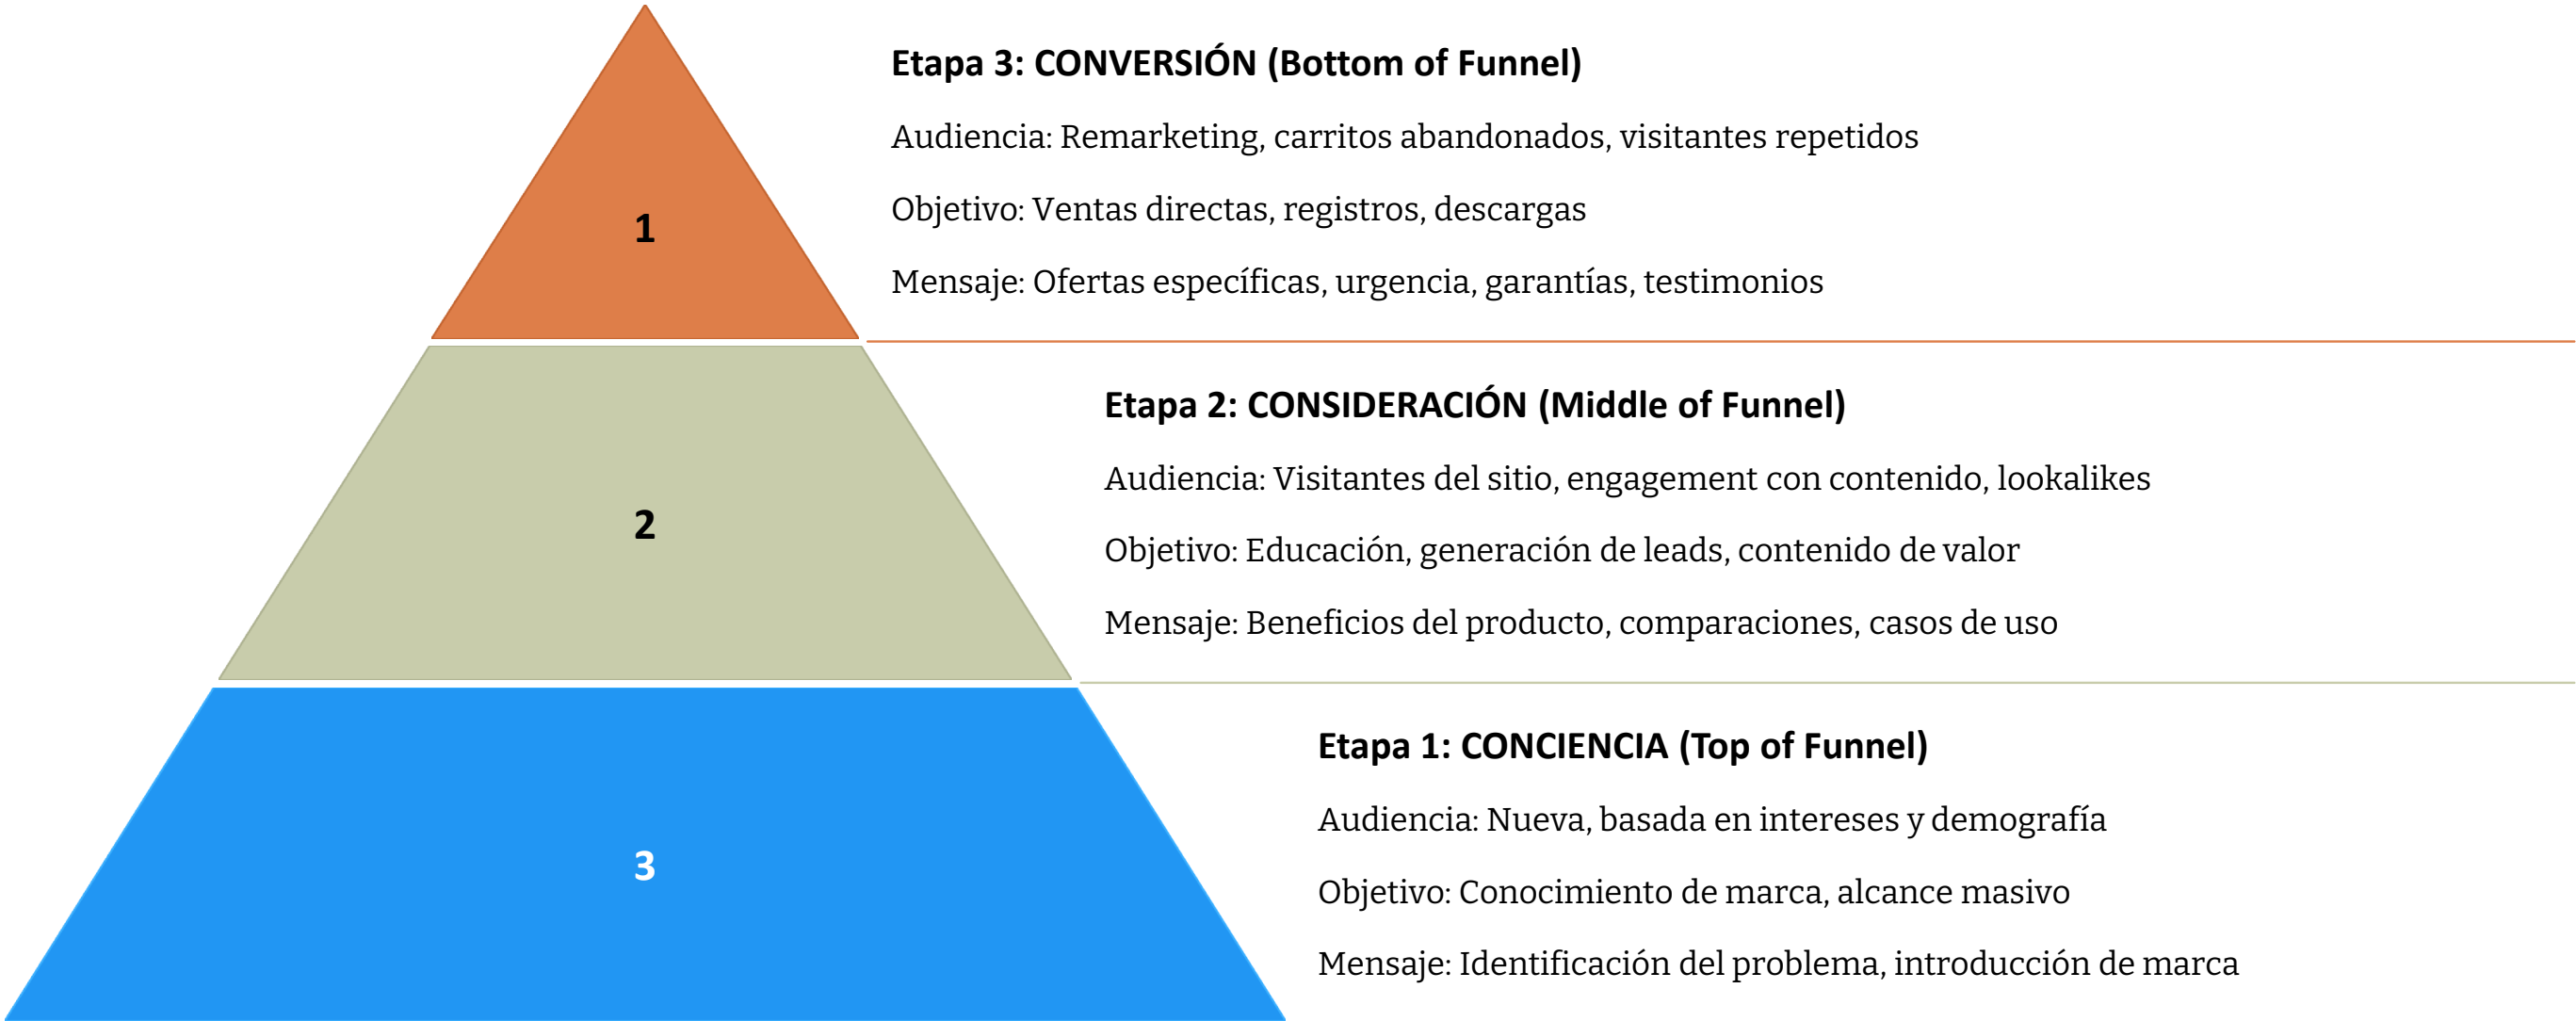 1
Etapa 3: CONVERSIÓN (Bottom of Funnel)
Audiencia: Remarketing, carritos abandonados, visitantes repetidos
Objetivo: Ventas directas, registros, descargas
Mensaje: Ofertas específicas, urgencia, garantías, testimonios
2
Etapa 2: CONSIDERACIÓN (Middle of Funnel)
Audiencia: Visitantes del sitio, engagement con contenido, lookalikes
Objetivo: Educación, generación de leads, contenido de valor
Mensaje: Beneficios del producto, comparaciones, casos de uso
3
Etapa 1: CONCIENCIA (Top of Funnel)
Audiencia: Nueva, basada en intereses y demografía
Objetivo: Conocimiento de marca, alcance masivo
Mensaje: Identificación del problema, introducción de marca